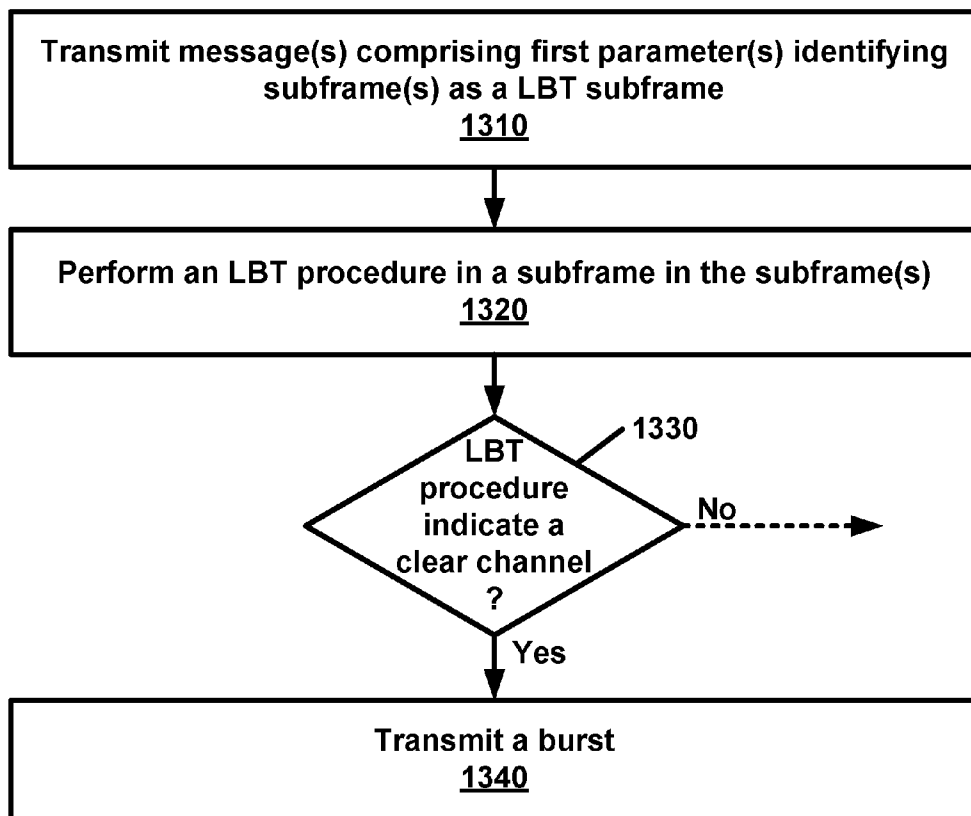 Transmit message(s) comprising first parameter(s) identifying
subframe(s) as a LBT subframe
1310
Perform an LBT procedure in a subframe in the subframe(s)
1320
1330
LBT
procedure
indicate a
clear channel
?
No
Yes
Transmit a burst
1340